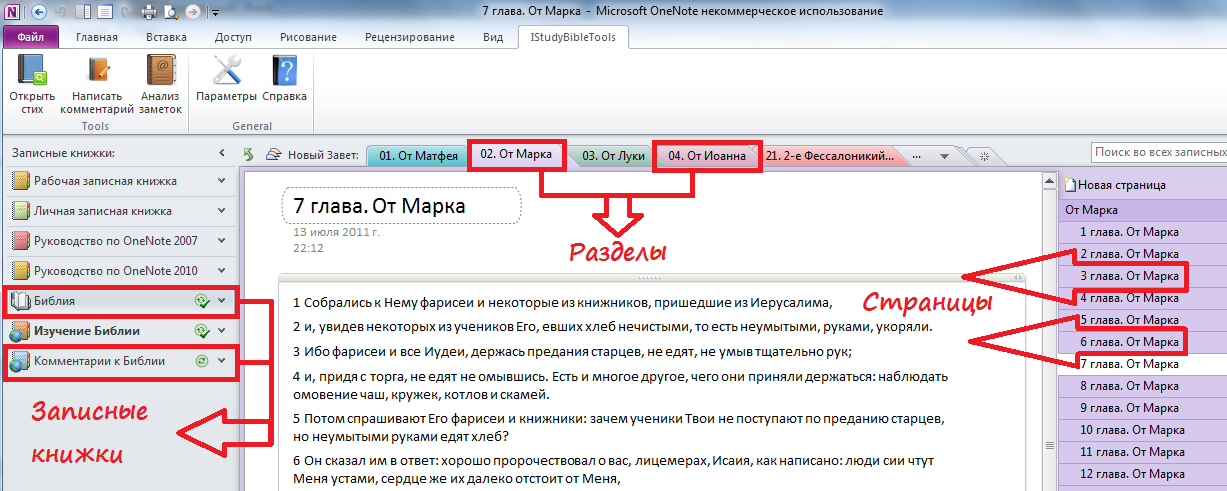 7 глава. От Марка - Microsoft OneNote некоммерческое использование
Файл Главная Вставка Доступ Рисование Рецензирование Вид IStudyBibleTools
Открыть стих
Написать комментарий
Анализ заметок
Параметры
Справка
Tools
General
Записные книжки:
Рабочая записная книжка
Личная записная книжка
Руководство по OneNote 2007
Руководство по OneNote 2010
Библия
Изучение Библии
Комментарии к Библии
Записные
книжки
Новый Завет: 01. От Матфея 02. От Марка 03. От Луки 04. От Иоанна 21. 2-е Фессалоникий... ...
Поиск во всех записных
7 глава. От Марка
13 июля 2011 г.
22:12
Разделы
1 Собрались к Нему фарисеи и некоторые из книжников, пришедшие из Иерусалима,
2 и, увидев некоторых из учеников Его, евших хлеб нечистыми, то есть неумытыми, руками, укоряли.
3 Ибо фарисеи и все Иудеи, держась предания старцев, не едят, не умыв тщательно рук;
4 и, придя с торга, не едят не омывшись. Есть и многое другое, чего они приняли держаться: наблюдать
омовение чаш, кружек, котлов и скамей.
5 Потом спрашивают Его фарисеи и книжники: зачем ученики Твои не поступают по преданию старцев,
но неумытыми руками едят хлеб?
6 Он сказал им в ответ: хорошо пророчествовал о вас, лицемерах, Исаия, как написано: люди сии чтут
Меня устами, сердце же их далеко отстоит от Меня,
Страницы
Новая страница
От Марка
1 глава. От Марка
2 глава. От Марка
3 глава. От Марка
4 глава. От Марка
5 глава. От Марка
6 глава. От Марка
7 глава. От Марка
8 глава. От Марка
9 глава. От Марка
10 глава. От Марка
11 глава. От Марка
12 глава. От Марка